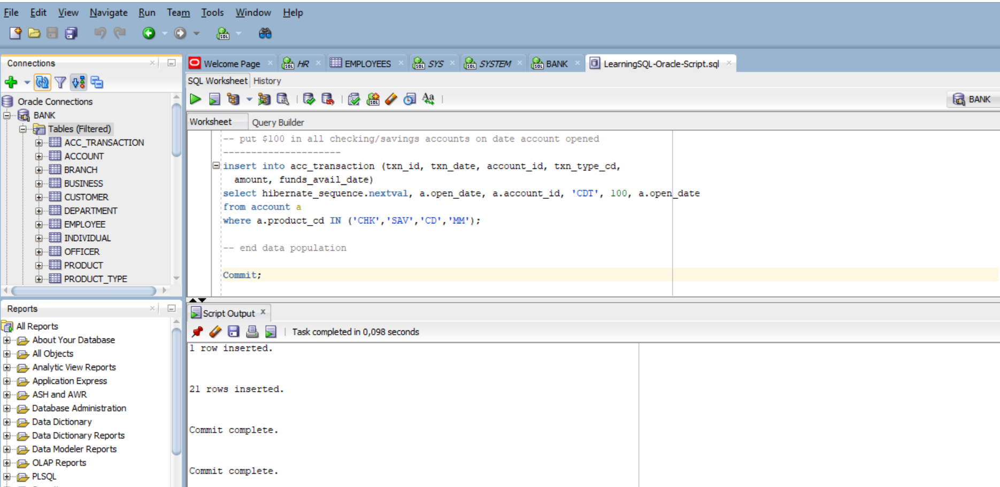 File Edit View Navigate Run Team Tools Window Help
Connections
Oracle Connections
BANK
Tables (Filtered)
ACC_TRANSACTION
ACCOUNT
BRANCH
BUSINESS
CUSTOMER
DEPARTMENT
EMPLOYEE
INDIVIDUAL
OFFICER
PRODUCT
PRODUCT_TYPE
Reports
All Reports
About Your Database
All Objects
Analytic View Reports
Application Express
ASH and AWR
Database Administration
Data Dictionary
Data Dictionary Reports
Data Modeler Reports
OLAP Reports
PLSQL
Welcome Page HR EMPLOYEES SYS SYSTEM BANK LearningSQL-Oracle-Script.sql
SQL Worksheet History
BANK
Worksheet Query Builder
-- put $100 in all checking/savings accounts on date account opened
---------------------
insert into acc_transaction (txn_id, txn_date, account_id, txn_type_cd,
amount, funds_avail_date)
select hibernate_sequence.nextval, a.open_date, a.account_id, 'CDT', 100, a.open_date
from account a
where a.product_cd IN ('CHK','SAV','CD','MM');
-- end data population
Commit;
Script Output
Task completed in 0,098 seconds
1 row inserted.
21 rows inserted.
Commit complete.
Commit complete.